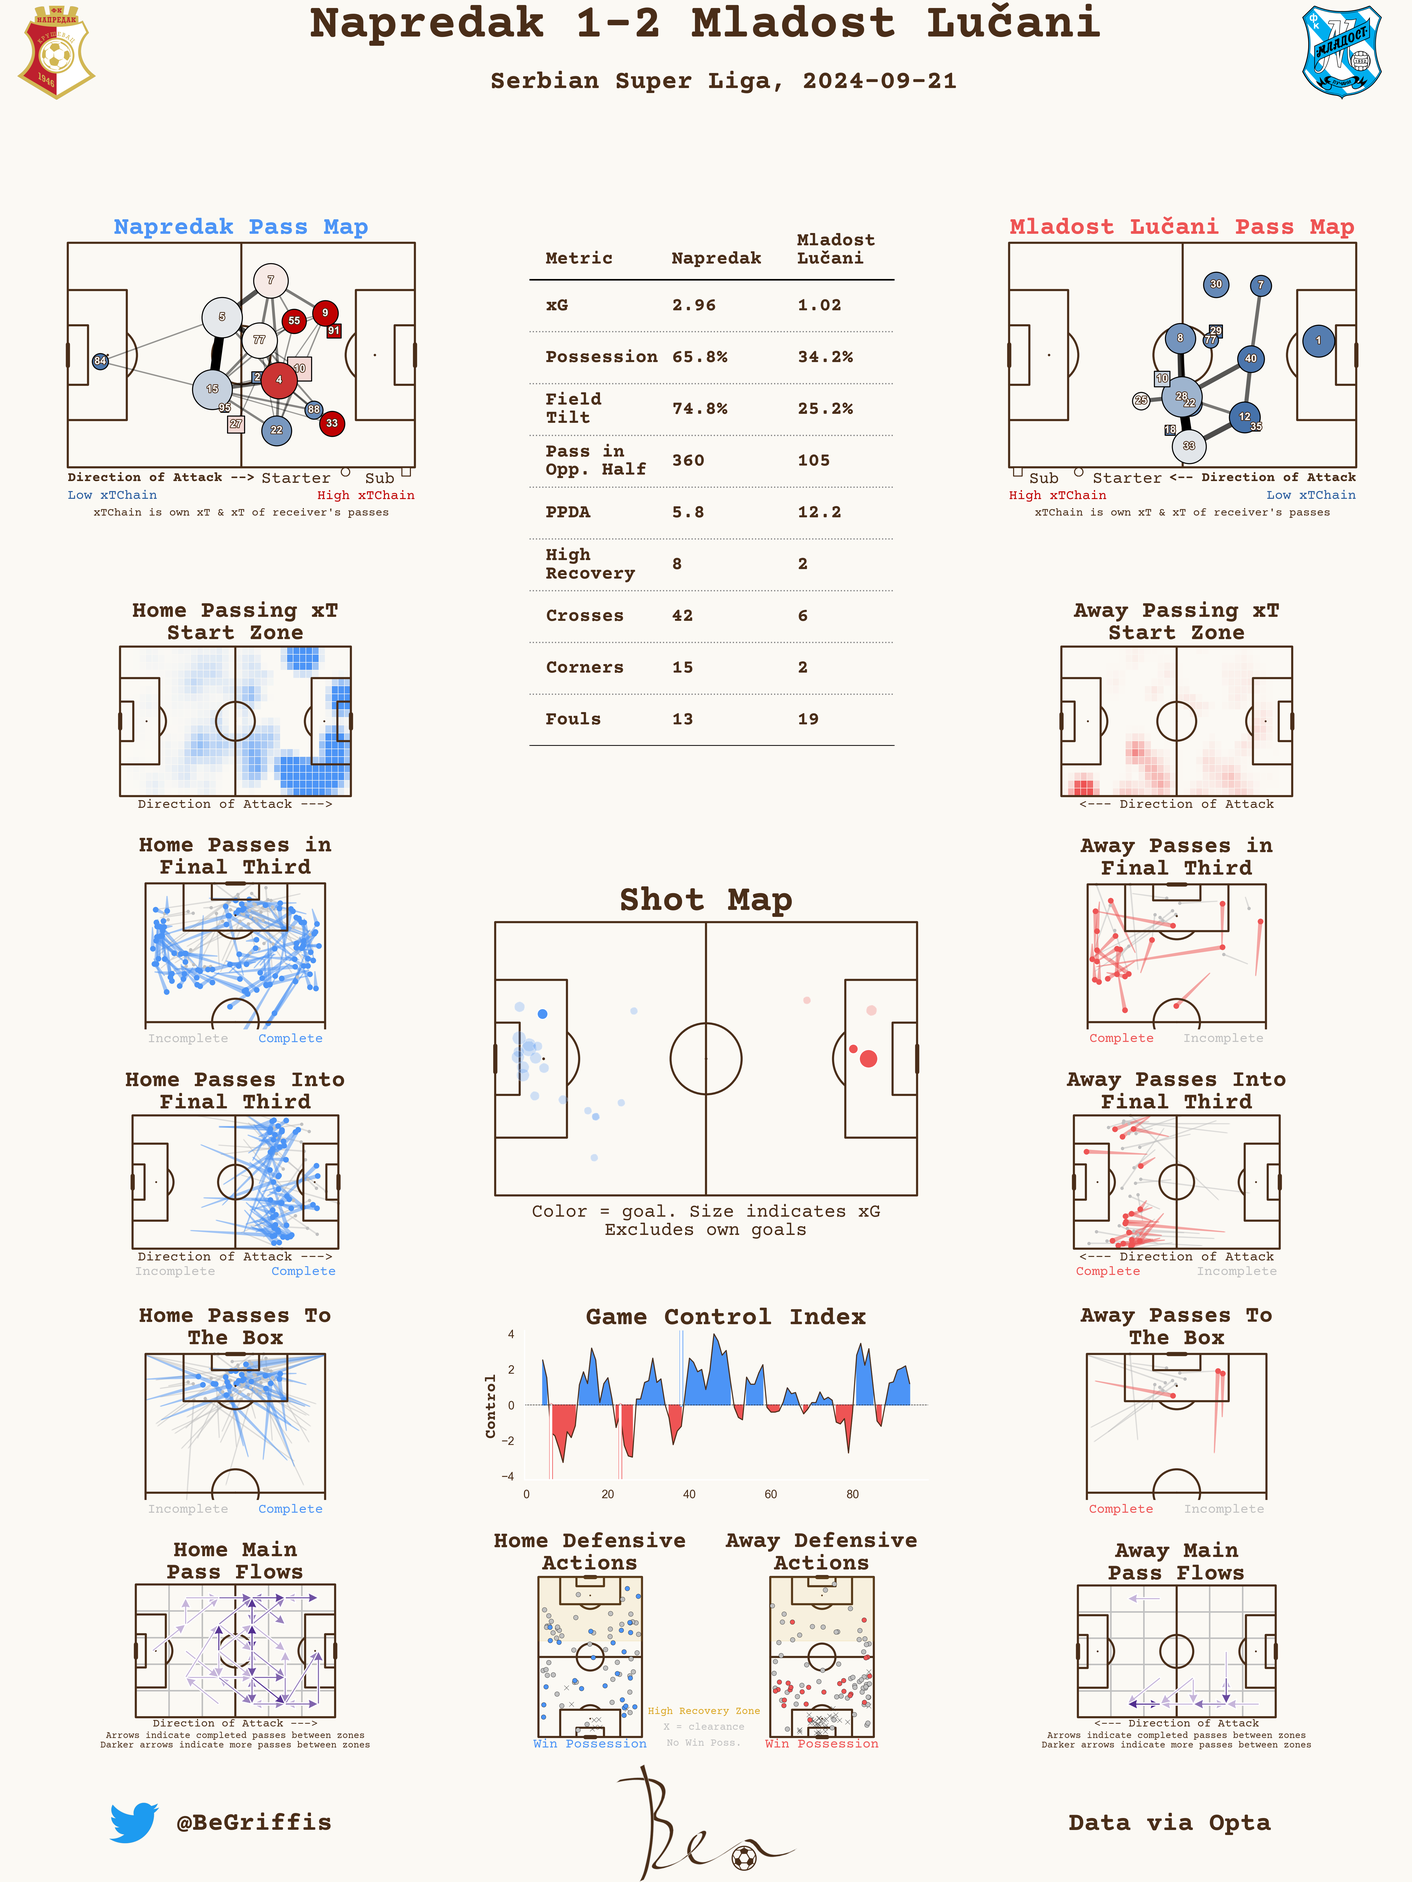 Napredak 1-2 Mladost Lučani
Serbian Super Liga, 2024-09-21
ФК
НАПРЕДАК
КРУШЕВАЦ
1946
ФК
МЛАДОСТ
Napredak Pass Map
7
5
9
55
91
77
84
10
2
4
15
95
88
27
22
33
Direction of Attack --> Starter Sub
Low xTChain High xTChain
xTChain is own xT & xT of receiver's passes
Metric Napredak Mladost Lučani
xG 2.96 1.02
Possession 65.8% 34.2%
Field Tilt 74.8% 25.2%
Pass in Opp. Half 360 105
PPDA 5.8 12.2
High Recovery 8 2
Crosses 42 6
Corners 15 2
Fouls 13 19
Mladost Lučani Pass Map
30
7
29
8
77
1
40
10
28
25
22
12
18
35
33
Sub Starter <-- Direction of Attack
High xTChain Low xTChain
xTChain is own xT & xT of receiver's passes
Home Passing xT
Start Zone
Direction of Attack --->
Away Passing xT
Start Zone
<--- Direction of Attack
Home Passes in
Final Third
Incomplete Complete
Away Passes in
Final Third
Complete Incomplete
Shot Map
Color = goal. Size indicates xG
Excludes own goals
Home Passes Into
Final Third
Direction of Attack --->
Incomplete Complete
Away Passes Into
Final Third
<--- Direction of Attack
Complete Incomplete
Home Passes To
The Box
Incomplete Complete
Game Control Index
Control
4
2
0
−2
−4
0 20 40 60 80
Away Passes To
The Box
Complete Incomplete
Home Main
Pass Flows
Direction of Attack --->
Arrows indicate completed passes between zones
Darker arrows indicate more passes between zones
Home Defensive
Actions
Win Possession
Away Defensive
Actions
Win Possession
High Recovery Zone
X = clearance
No Win Poss.
Away Main
Pass Flows
<--- Direction of Attack
Arrows indicate completed passes between zones
Darker arrows indicate more passes between zones
@BeGriffis
Ben
Data via Opta